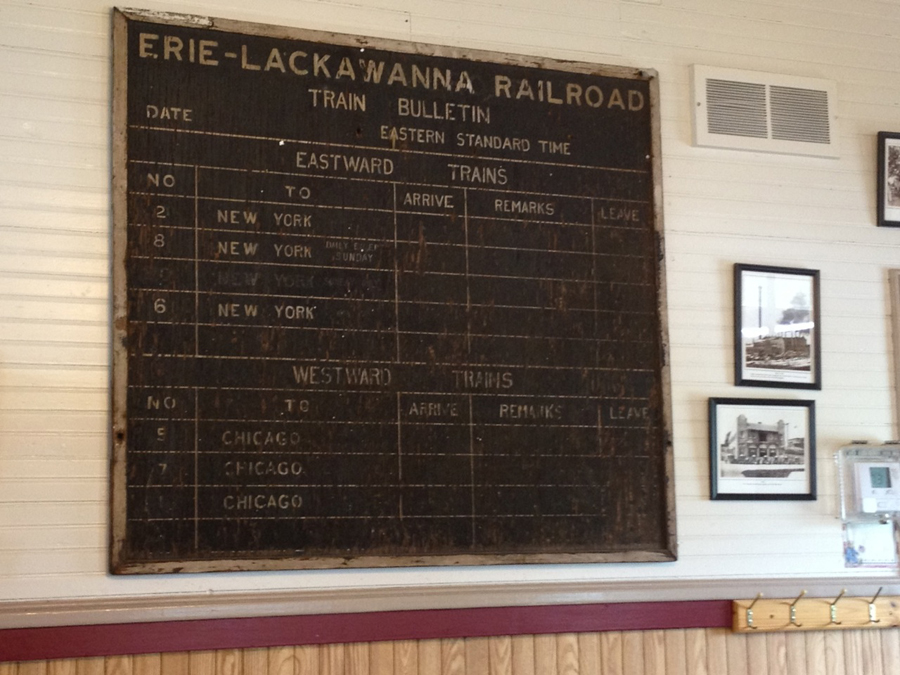 ERIE-LACKAWANNA RAILROAD
TRAIN BULLETIN
DATE
EASTERN STANDARD TIME
EASTWARD TRAINS
NO TO ARRIVE REMARKS LEAVE
2 NEW YORK
8 NEW YORK SUNDAY
NEW YORK
6 NEW YORK
WESTWARD TRAINS
NO TO ARRIVE REMARKS LEAVE
5 CHICAGO
7 CHICAGO
CHICAGO